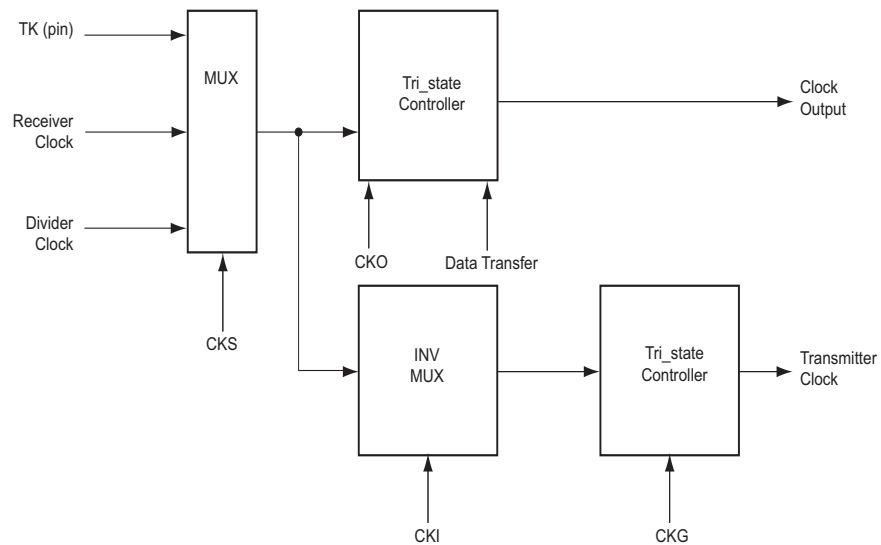 TK (pin)
MUX
Tri_state
Controller
Clock
Output
Receiver
Clock
Divider
Clock
CKO
Data Transfer
CKS
INV
MUX
Tri_state
Controller
Transmitter
Clock
CKI
CKG